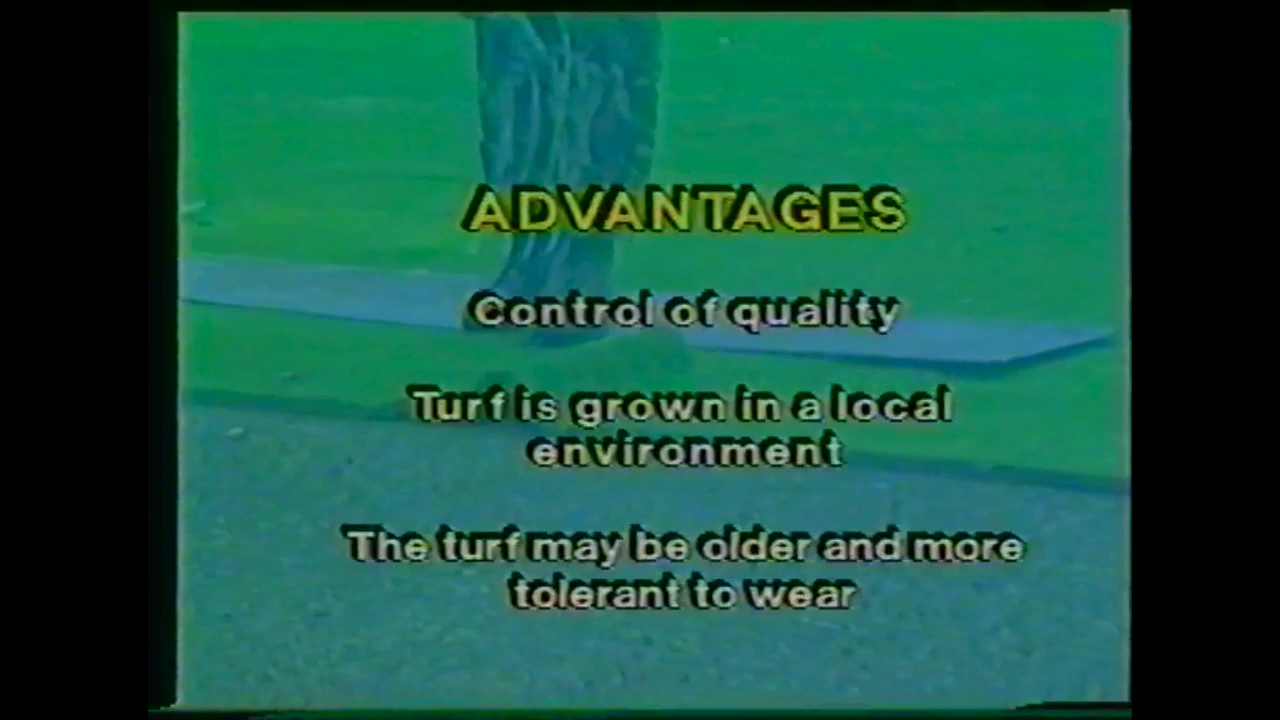 ADVANTAGES
Control of quality
Turf is grown in a local
environment
The turf may be older and more
tolerant to wear